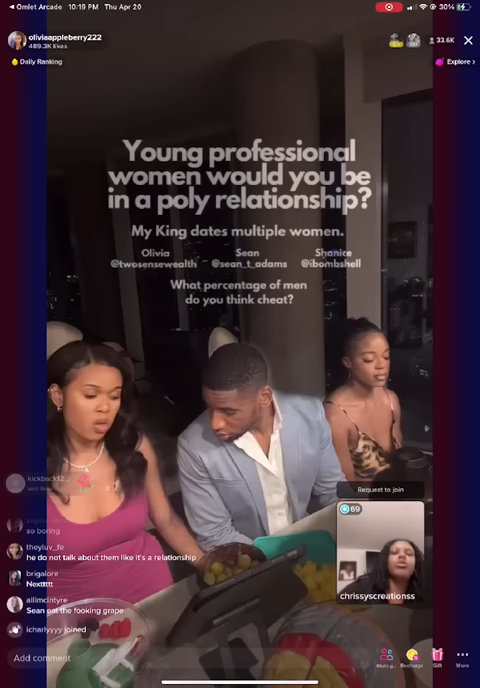 Omlet Arcade 10:19 PM Thu Apr 20
30%
oliviaappleberry222
489.3K likes
33.6K
Daily Ranking
Explore
Young professional
women would you be
in a poly relationship?
My King dates multiple women.
Olivia Sean Shanice
@twosensewealth @sean_t_adams @ibombshell
What percentage of men
do you think cheat?
kickback12...
Request to join
69
so boring
theyluv_fe
he do not talk about them like it's a relationship
brigalore
Nexttttt
allimcintyre
Sean eat the fooking grape
chrissyscreationss
icharlyyyy joined
Add comment
Multi-g...
Recharge
Gift
More